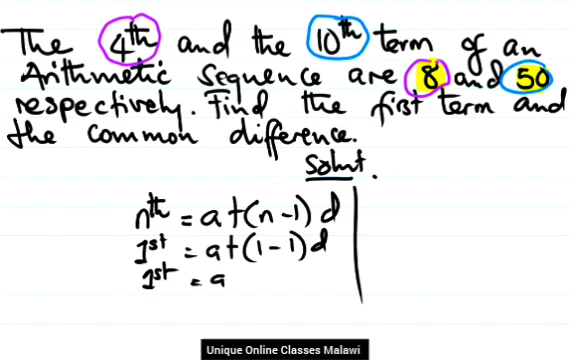 The 4th and the 10th term of an
Arithmetic sequence are 8 and 50
respectively. Find the first term and
the common difference.
Solnt.
nth = a+(n-1)d
1st = a+(1-1)d
1st = a
Unique Online Classes Malawi